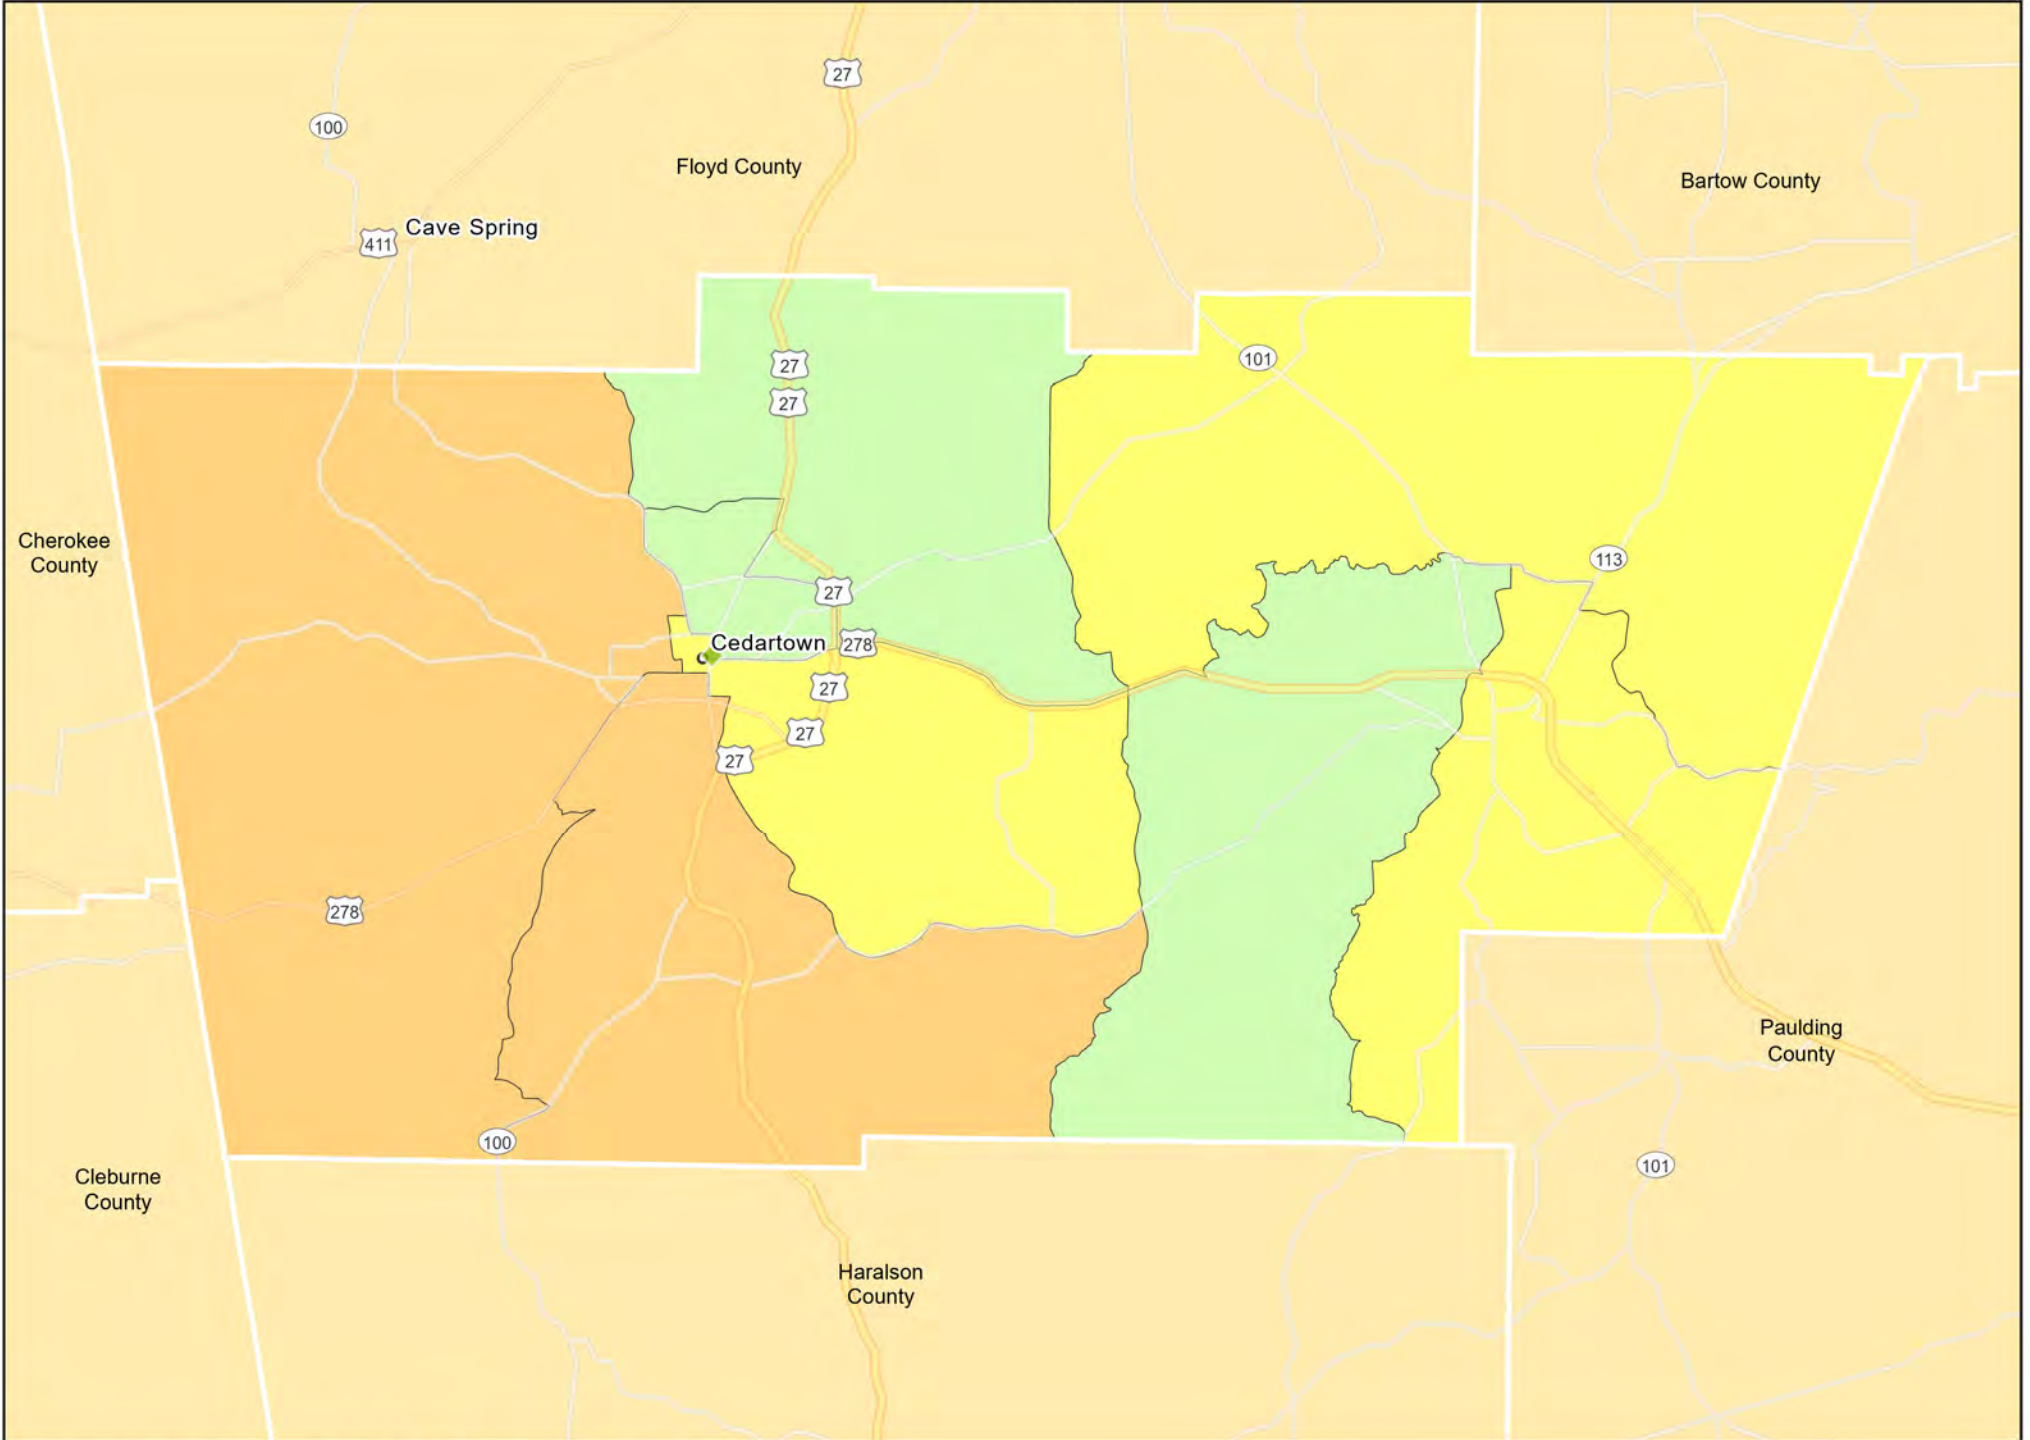 27
100
Floyd County
Bartow County
Cave Spring
411
27
101
27
Cherokee
County
113
27
Cedartown
278
27
27
27
278
Paulding
County
100
101
Cleburne
County
Haralson
County